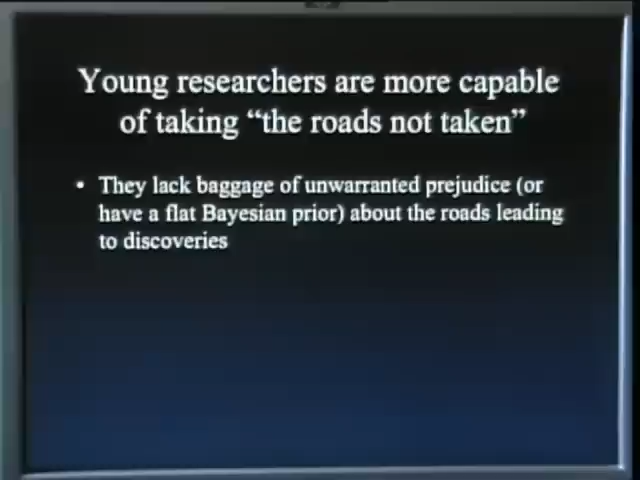 Young researchers are more capable
of taking “the roads not taken”
• They lack baggage of unwarranted prejudice (or
have a flat Bayesian prior) about the roads leading
to discoveries